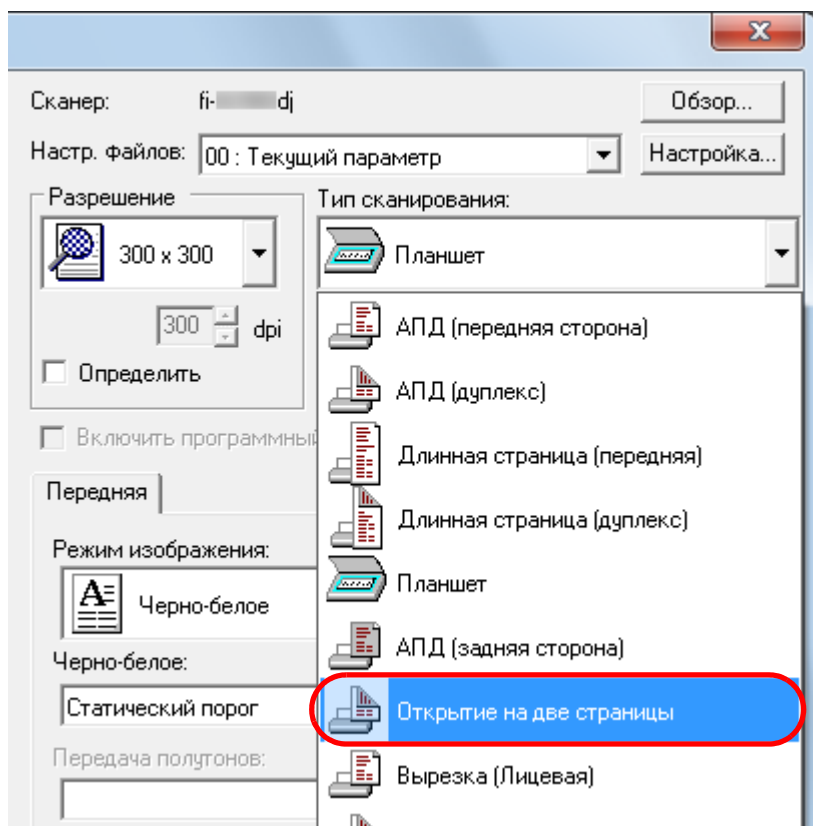 Сканер: fi- dj Обзор...
Настр. файлов: 00 : Текущий параметр Настройка...
Разрешение
300 x 300
300 dpi
Определить
Тип сканирования:
Планшет
АПД (передняя сторона)
АПД (дуплекс)
Длинная страница (передняя)
Длинная страница (дуплекс)
Планшет
АПД (задняя сторона)
Открытие на две страницы
Вырезка (Лицевая)
Включить программный
Передняя
Режим изображения:
Черно-белое
Черно-белое:
Статический порог
Передача полутонов: